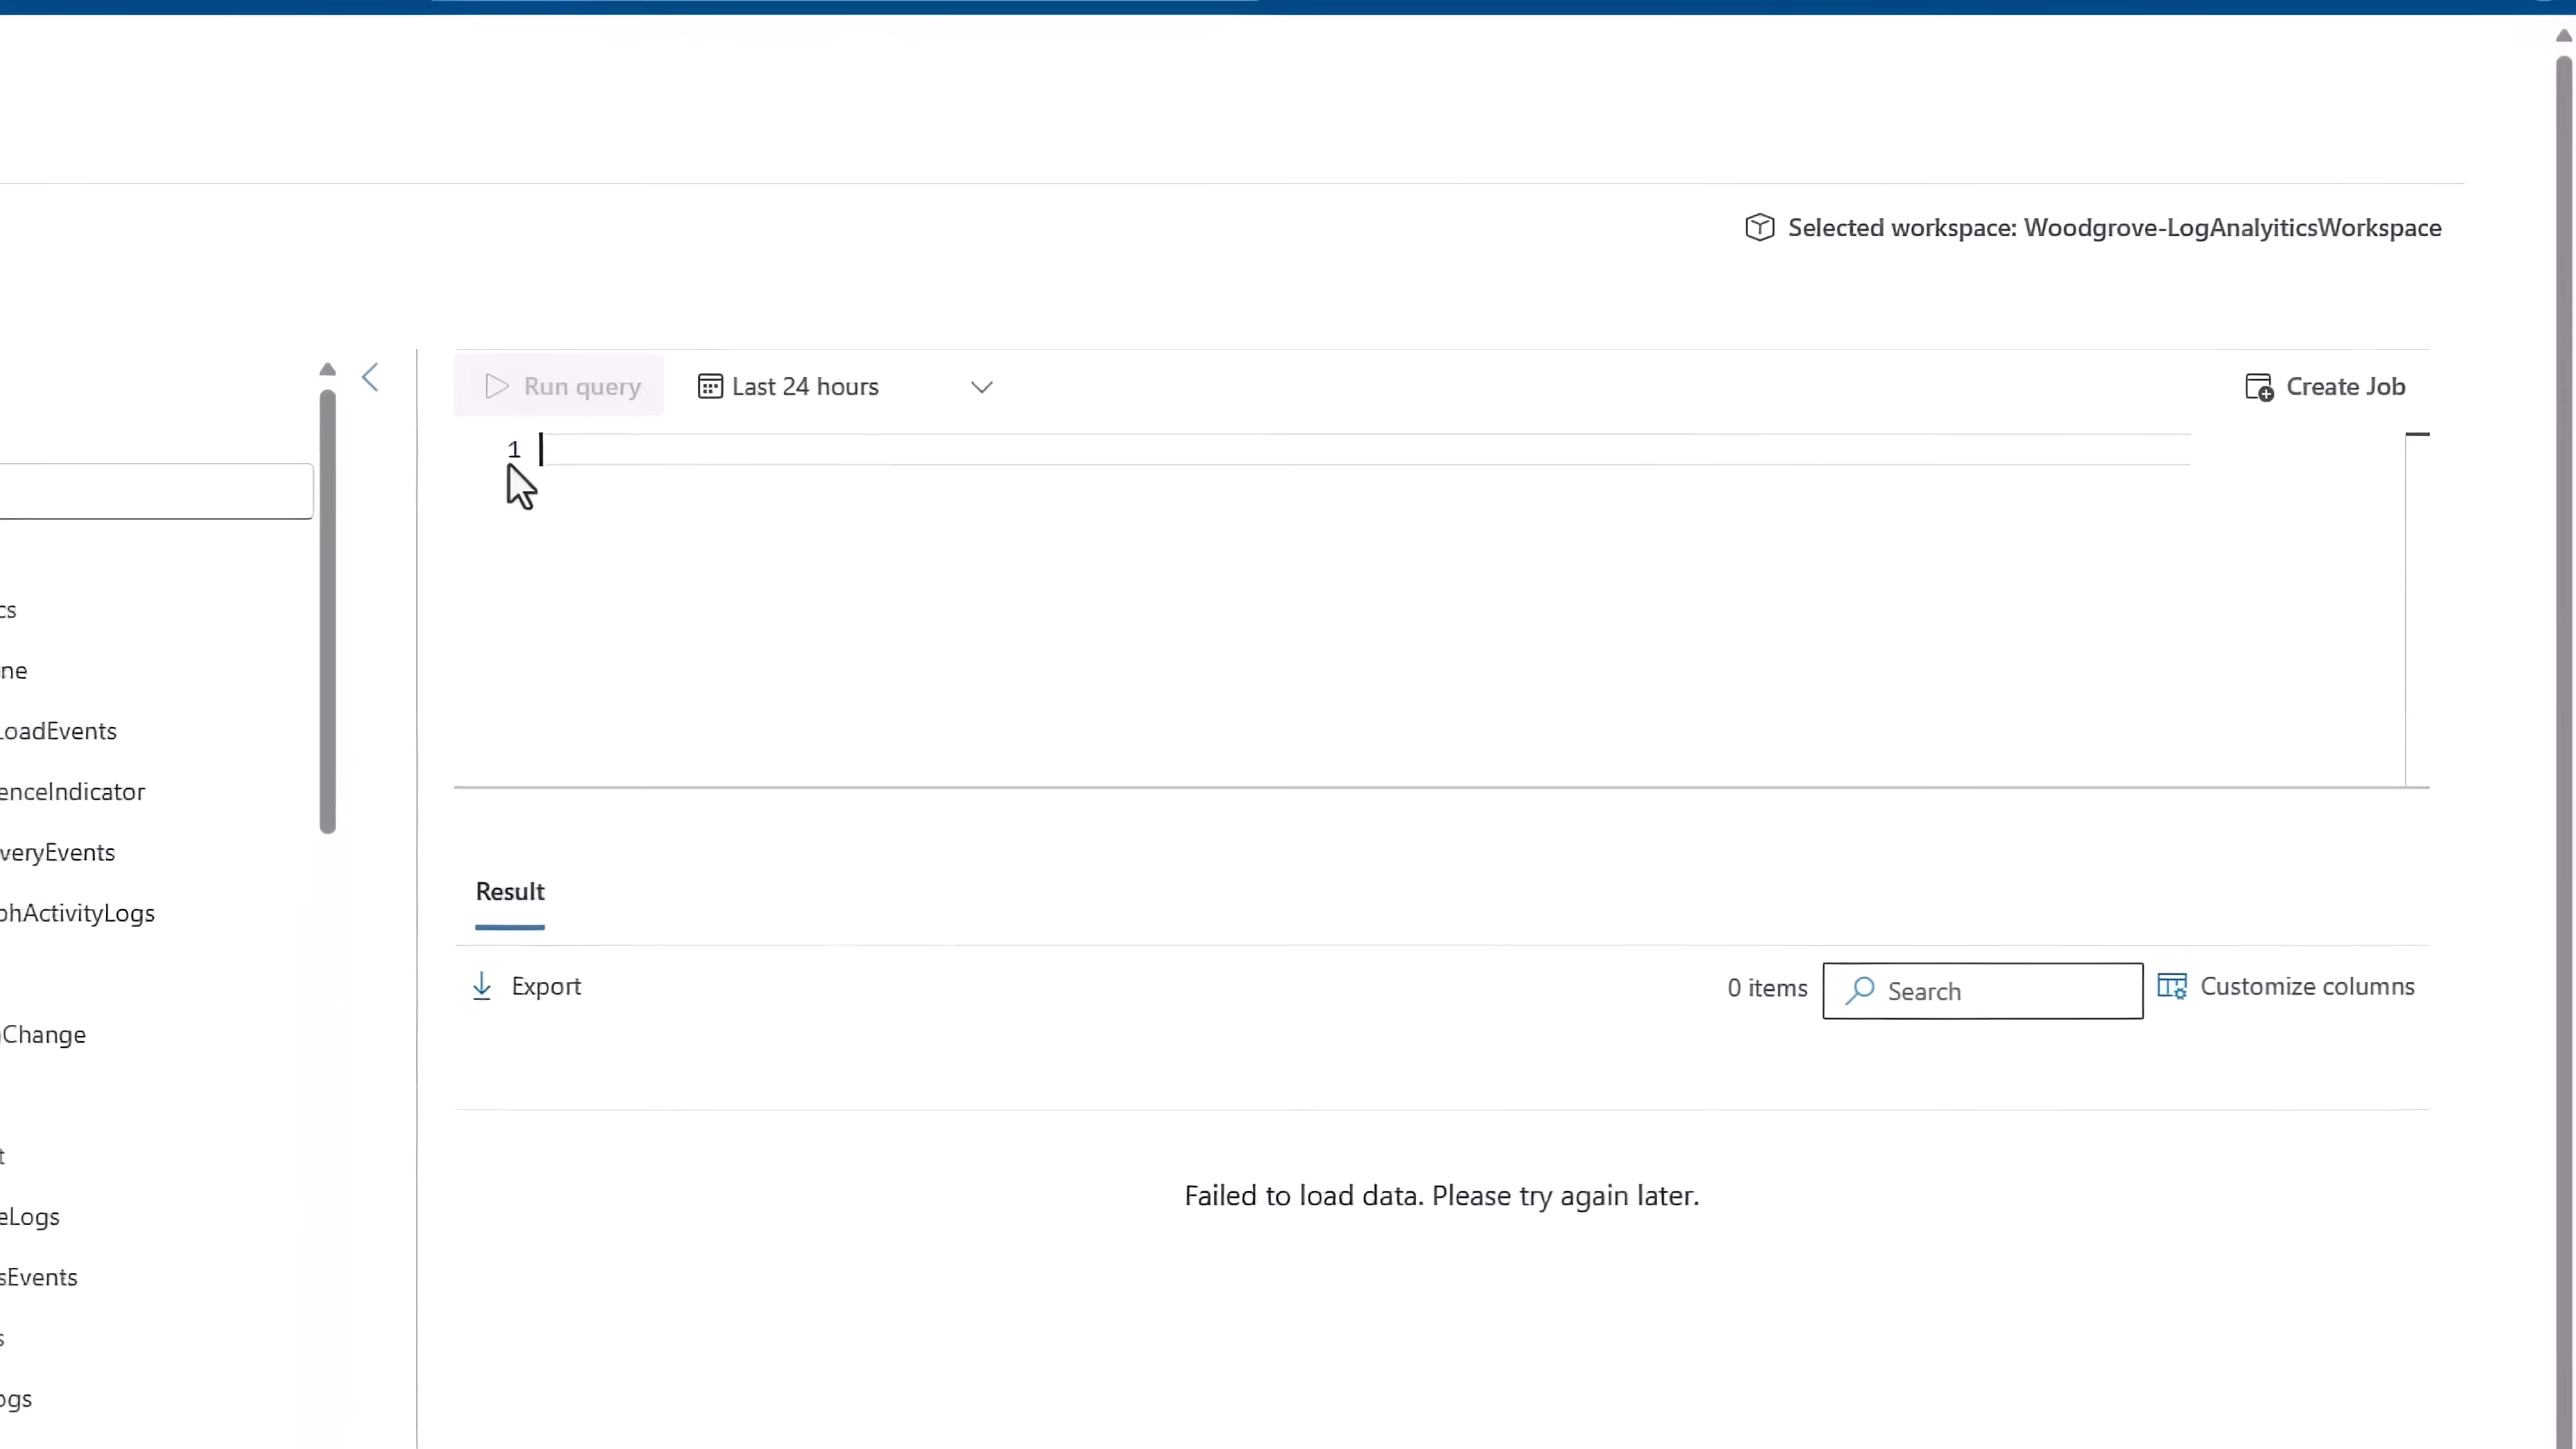 Selected workspace: Woodgrove-LogAnalyiticsWorkspace
Run query
Last 24 hours
Create Job
1
cs
ne
LoadEvents
enceIndicator
veryEvents
phActivityLogs
Change
t
eLogs
sEvents
s
ogs
Result
Export
0 items
Search
Customize columns
Failed to load data. Please try again later.